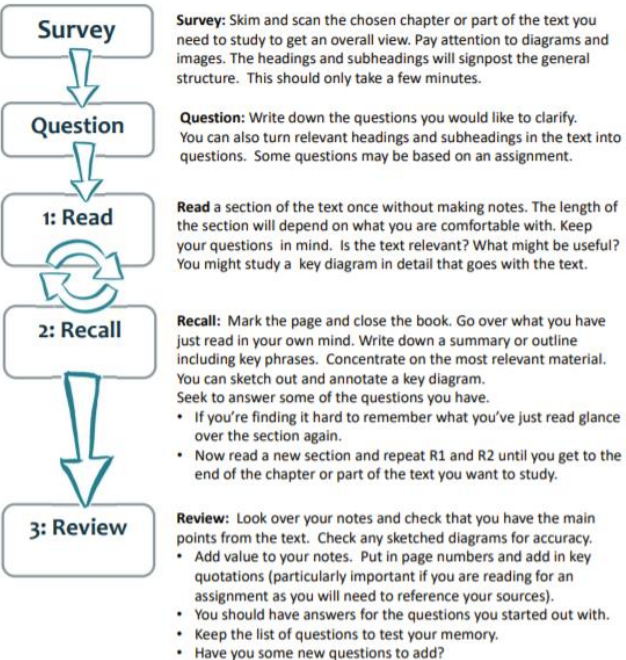 Survey
Survey: Skim and scan the chosen chapter or part of the text you
need to study to get an overall view. Pay attention to diagrams and
images. The headings and subheadings will signpost the general
structure. This should only take a few minutes.
Question
Question: Write down the questions you would like to clarify.
You can also turn relevant headings and subheadings in the text into
questions. Some questions may be based on an assignment.
1: Read
Read a section of the text once without making notes. The length of
the section will depend on what you are comfortable with. Keep
your questions in mind. Is the text relevant? What might be useful?
You might study a key diagram in detail that goes with the text.
2: Recall
Recall: Mark the page and close the book. Go over what you have
just read in your own mind. Write down a summary or outline
including key phrases. Concentrate on the most relevant material.
You can sketch out and annotate a key diagram.
Seek to answer some of the questions you have.
• If you're finding it hard to remember what you've just read glance
over the section again.
• Now read a new section and repeat R1 and R2 until you get to the
end of the chapter or part of the text you want to study.
3: Review
Review: Look over your notes and check that you have the main
points from the text. Check any sketched diagrams for accuracy.
• Add value to your notes. Put in page numbers and add in key
quotations (particularly important if you are reading for an
assignment as you will need to reference your sources).
• You should have answers for the questions you started out with.
• Keep the list of questions to test your memory.
• Have you some new questions to add?